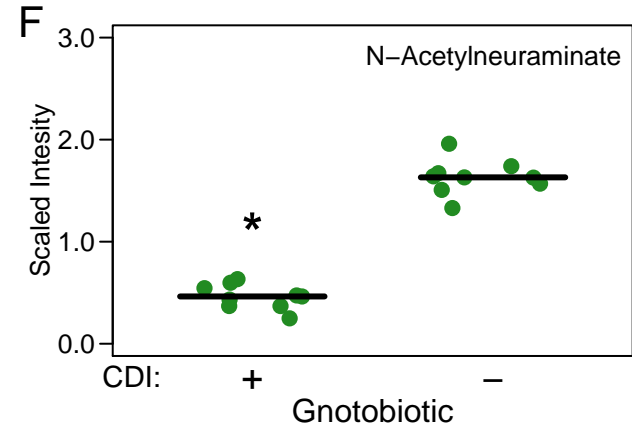 F
N−Acetylneuraminate
Scaled Intesity
3.0
2.0
1.0
0.0
*
CDI: + −
Gnotobiotic